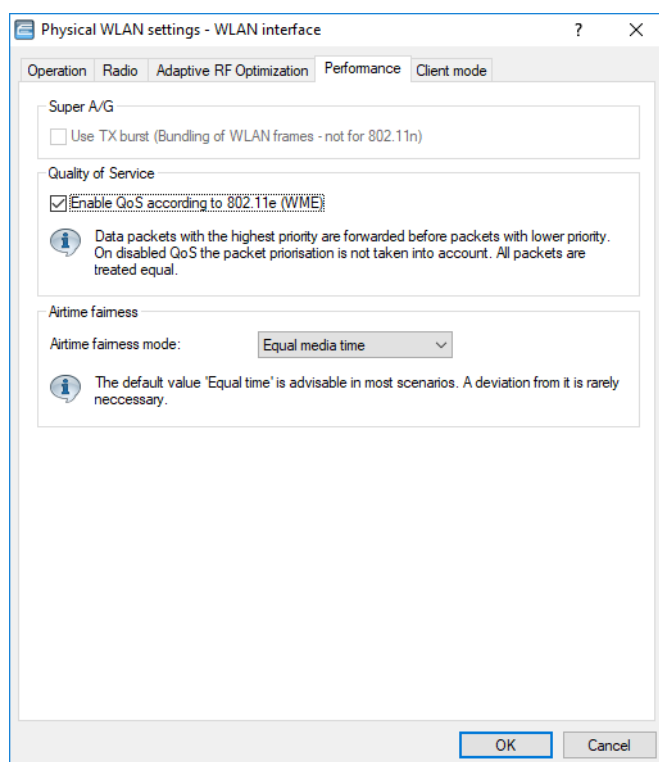 Physical WLAN settings - WLAN interface
Operation Radio Adaptive RF Optimization Performance Client mode
Super A/G
Use TX burst (Bundling of WLAN frames - not for 802.11n)
Quality of Service
Enable QoS according to 802.11e (WME)
Data packets with the highest priority are forwarded before packets with lower priority.
On disabled QoS the packet priorisation is not taken into account. All packets are
treated equal.
Airtime fairness
Airtime fairness mode: Equal media time
The default value 'Equal time' is advisable in most scenarios. A deviation from it is rarely
neccessary.
OK Cancel